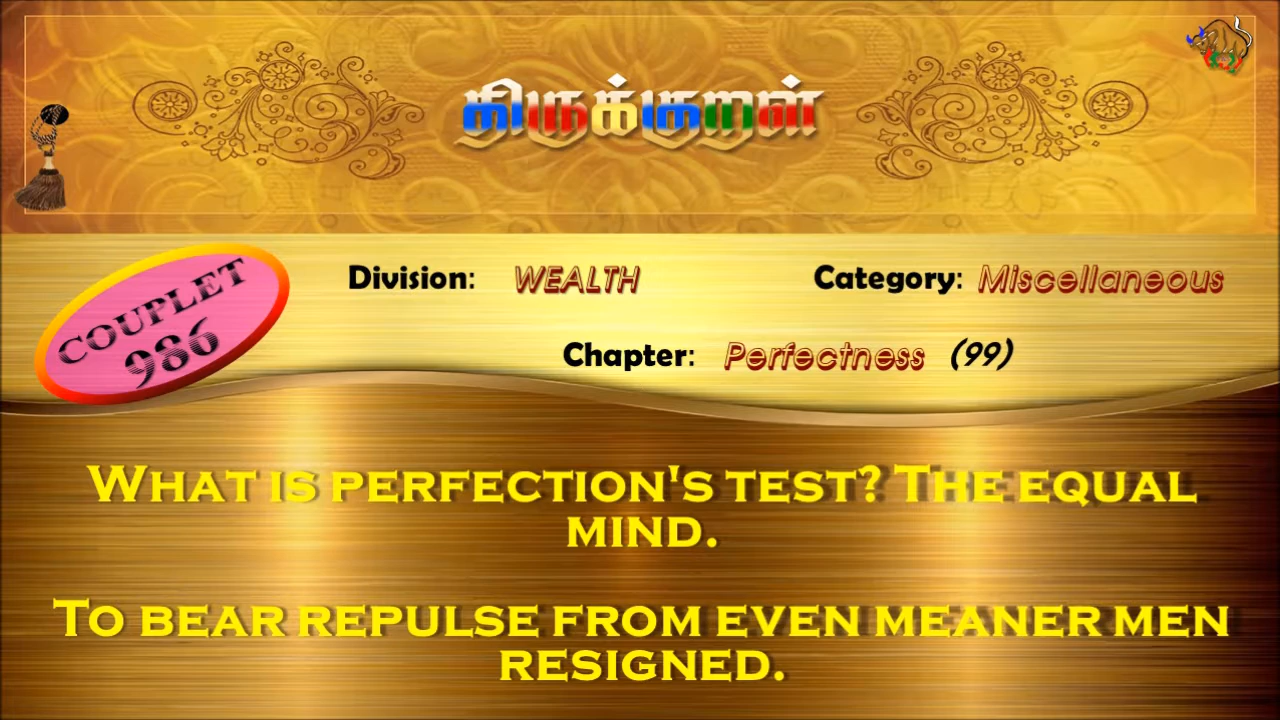 திருக்குறள்
COUPLET
986
Division: WEALTH Category: Miscellaneous
Chapter: Perfectness (99)
What is perfection's test? The equal
mind.
To bear repulse from even meaner men
resigned.